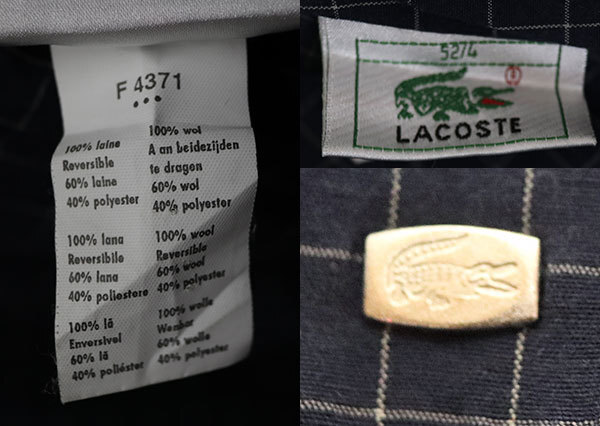 F 4371
100% laine
Reversible
60% laine
40% polyester
100% wol
A an beidezijden
te dragen
60% wol
40% polyester
100% lana
Reversibile
60% lana
40% poliestere
100% wool
Reversible
60% wool
40% polyester
100% lã
Enversivel
60% lã
40% poliéster
100% wolle
Wenbar
60% wolle
40% polyester
5274
LACOSTE